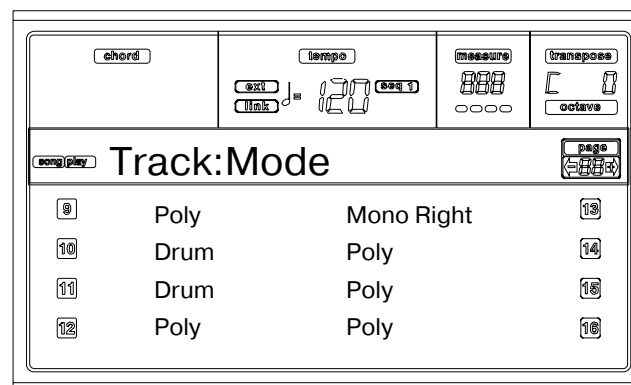 chord tempo measure transpose
ext ♩= 120 seq 1 888 C 0
link octave
song play Track:Mode page
88
9 Poly Mono Right 13
10 Drum Poly 14
11 Drum Poly 15
12 Poly Poly 16